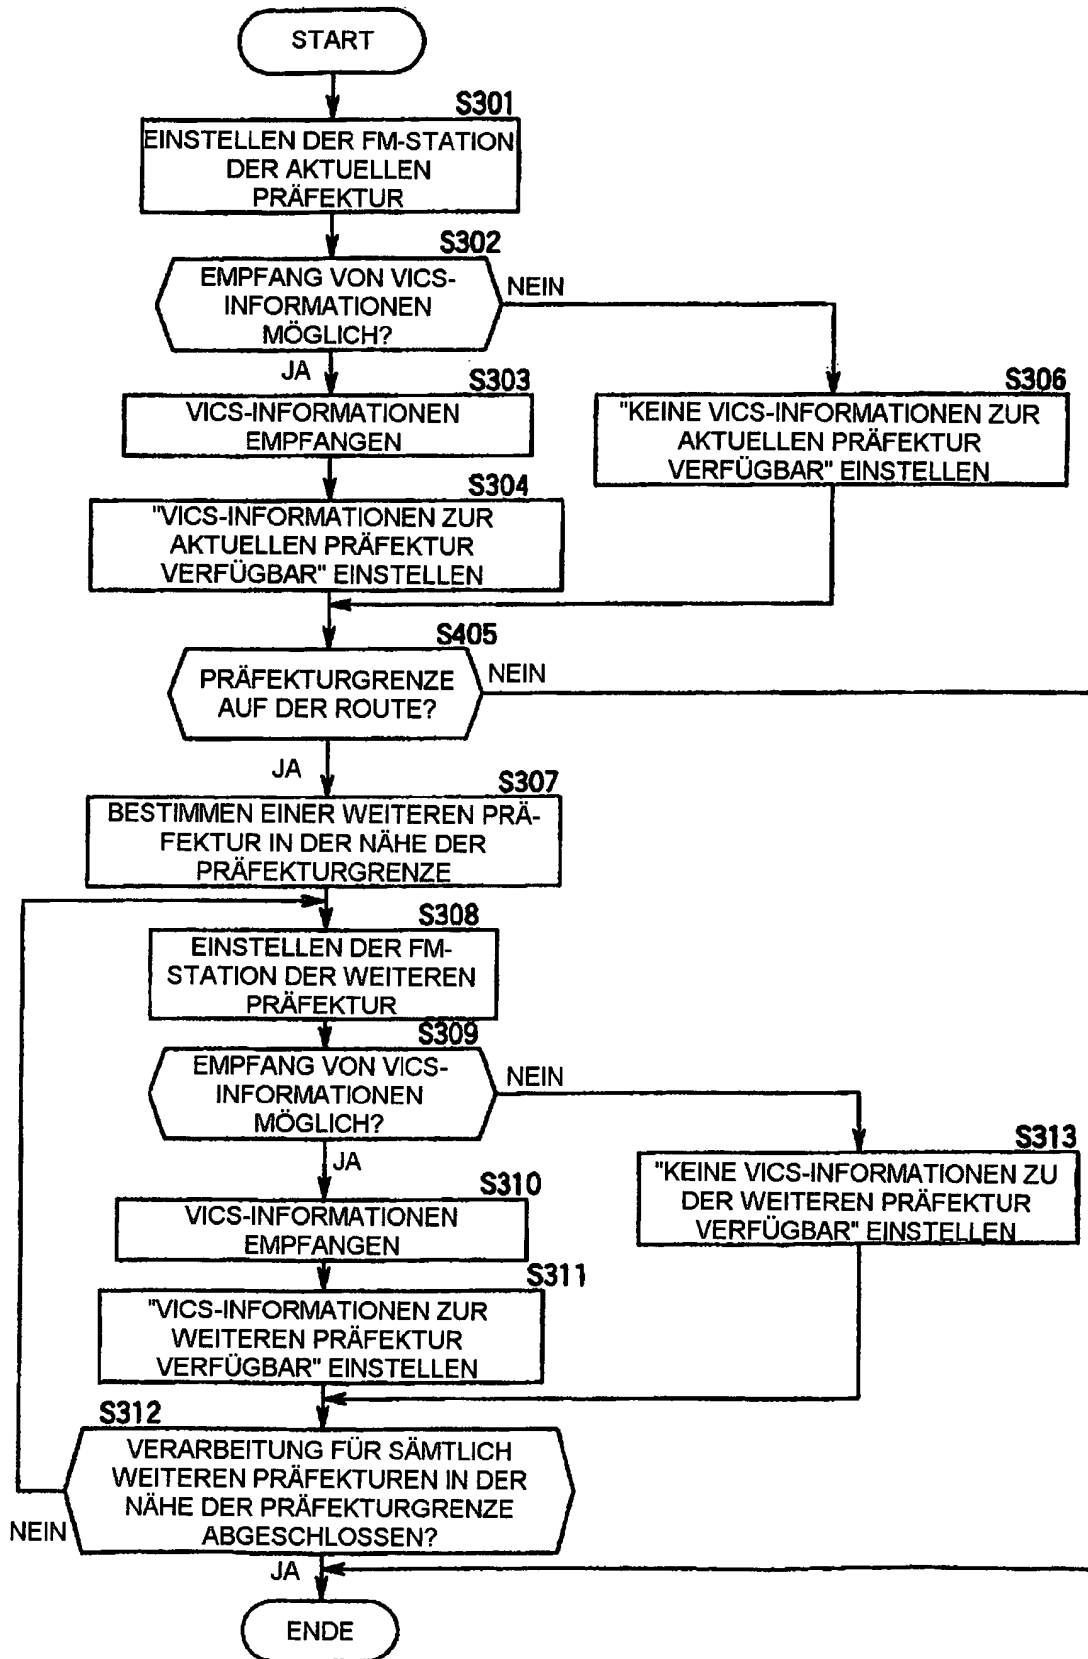 START
S301
EINSTELLEN DER FM-STATION
DER AKTUELLEN
PRÄFEKTUR
S302
EMPFANG VON VICS-
INFORMATIONEN
MÖGLICH?
NEIN
JA
S303
VICS-INFORMATIONEN
EMPFANGEN
S306
"KEINE VICS-INFORMATIONEN ZUR
AKTUELLEN PRÄFEKTUR
VERFÜGBAR" EINSTELLEN
S304
"VICS-INFORMATIONEN ZUR
AKTUELLEN PRÄFEKTUR
VERFÜGBAR" EINSTELLEN
S405
PRÄFEKTURGRENZE
AUF DER ROUTE?
NEIN
JA
S307
BESTIMMEN EINER WEITEREN PRÄ-
FEKTUR IN DER NÄHE DER
PRÄFEKTURGRENZE
S308
EINSTELLEN DER FM-
STATION DER WEITEREN
PRÄFEKTUR
S309
EMPFANG VON VICS-
INFORMATIONEN
MÖGLICH?
NEIN
JA
S310
VICS-INFORMATIONEN
EMPFANGEN
S313
"KEINE VICS-INFORMATIONEN ZU
DER WEITEREN PRÄFEKTUR
VERFÜGBAR" EINSTELLEN
S311
"VICS-INFORMATIONEN ZUR
WEITEREN PRÄFEKTUR
VERFÜGBAR" EINSTELLEN
S312
VERARBEITUNG FÜR SÄMTLICH
WEITEREN PRÄFEKTUREN IN DER
NÄHE DER PRÄFEKTURGRENZE
ABGESCHLOSSEN?
NEIN
JA
ENDE